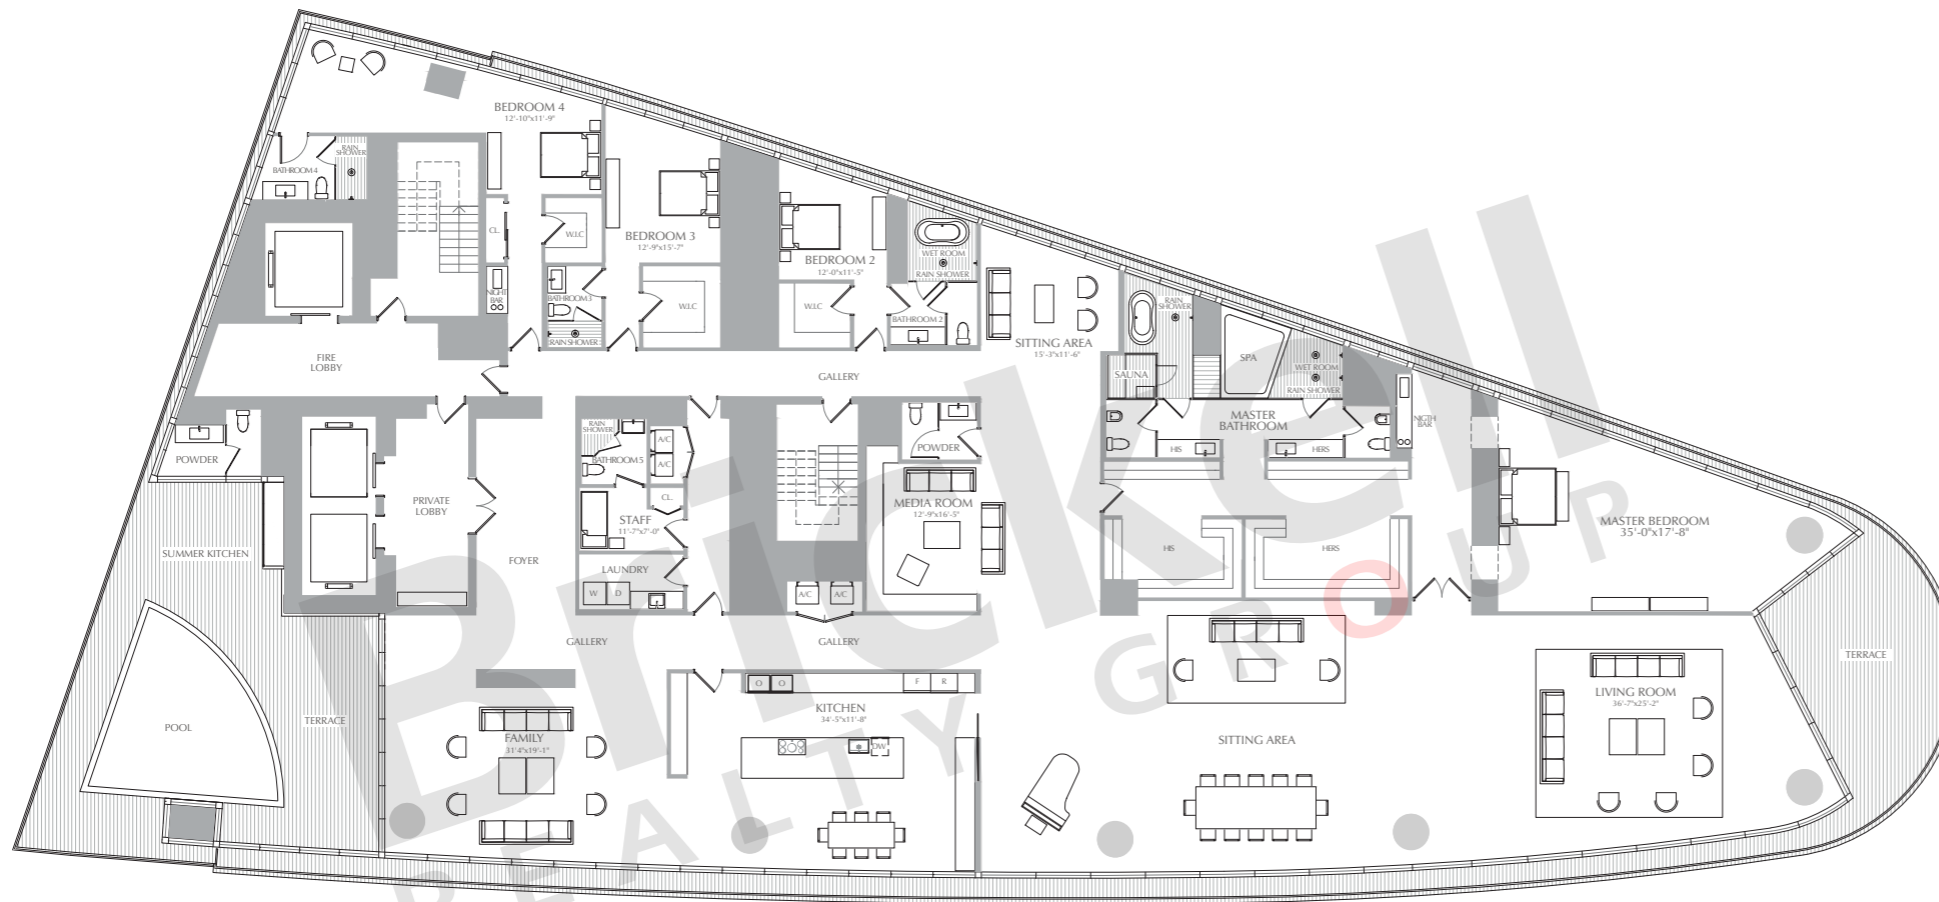 BEDROOM 4
12'-10"x11'-9"
RAIN
SHOWER
BATHROOM 4
CL.
W.I.C
BEDROOM 3
12'-9"x15'-7"
BEDROOM 2
12'-0"x11'-5"
WET ROOM
RAIN SHOWER
NIGHT
BAR
BATHROOM 3
RAIN SHOWER
W.I.C
W.I.C
BATHROOM 2
SITTING AREA
15'-3"x11'-6"
RAIN
SHOWER
SPA
SAUNA
WET ROOM
RAIN SHOWER
FIRE
LOBBY
GALLERY
MASTER
BATHROOM
NIGTH
BAR
HIS
HERS
POWDER
RAIN
SHOWER
BATHROOM 5
A/C
A/C
POWDER
PRIVATE
LOBBY
CL.
STAFF
11'-7"x7'-0"
MEDIA ROOM
12'-9"x16'-5"
MASTER BEDROOM
35'-0"x17'-8"
SUMMER KITCHEN
FOYER
HIS
HERS
LAUNDRY
W
D
A/C
A/C
GALLERY
GALLERY
TERRACE
O
O
F
R
LIVING ROOM
36'-7"x25'-2"
POOL
TERRACE
FAMILY
31'4"x19'-1"
KITCHEN
34'-5"x11'-8"
DW
SITTING AREA
Brickell
REALTY GROUP